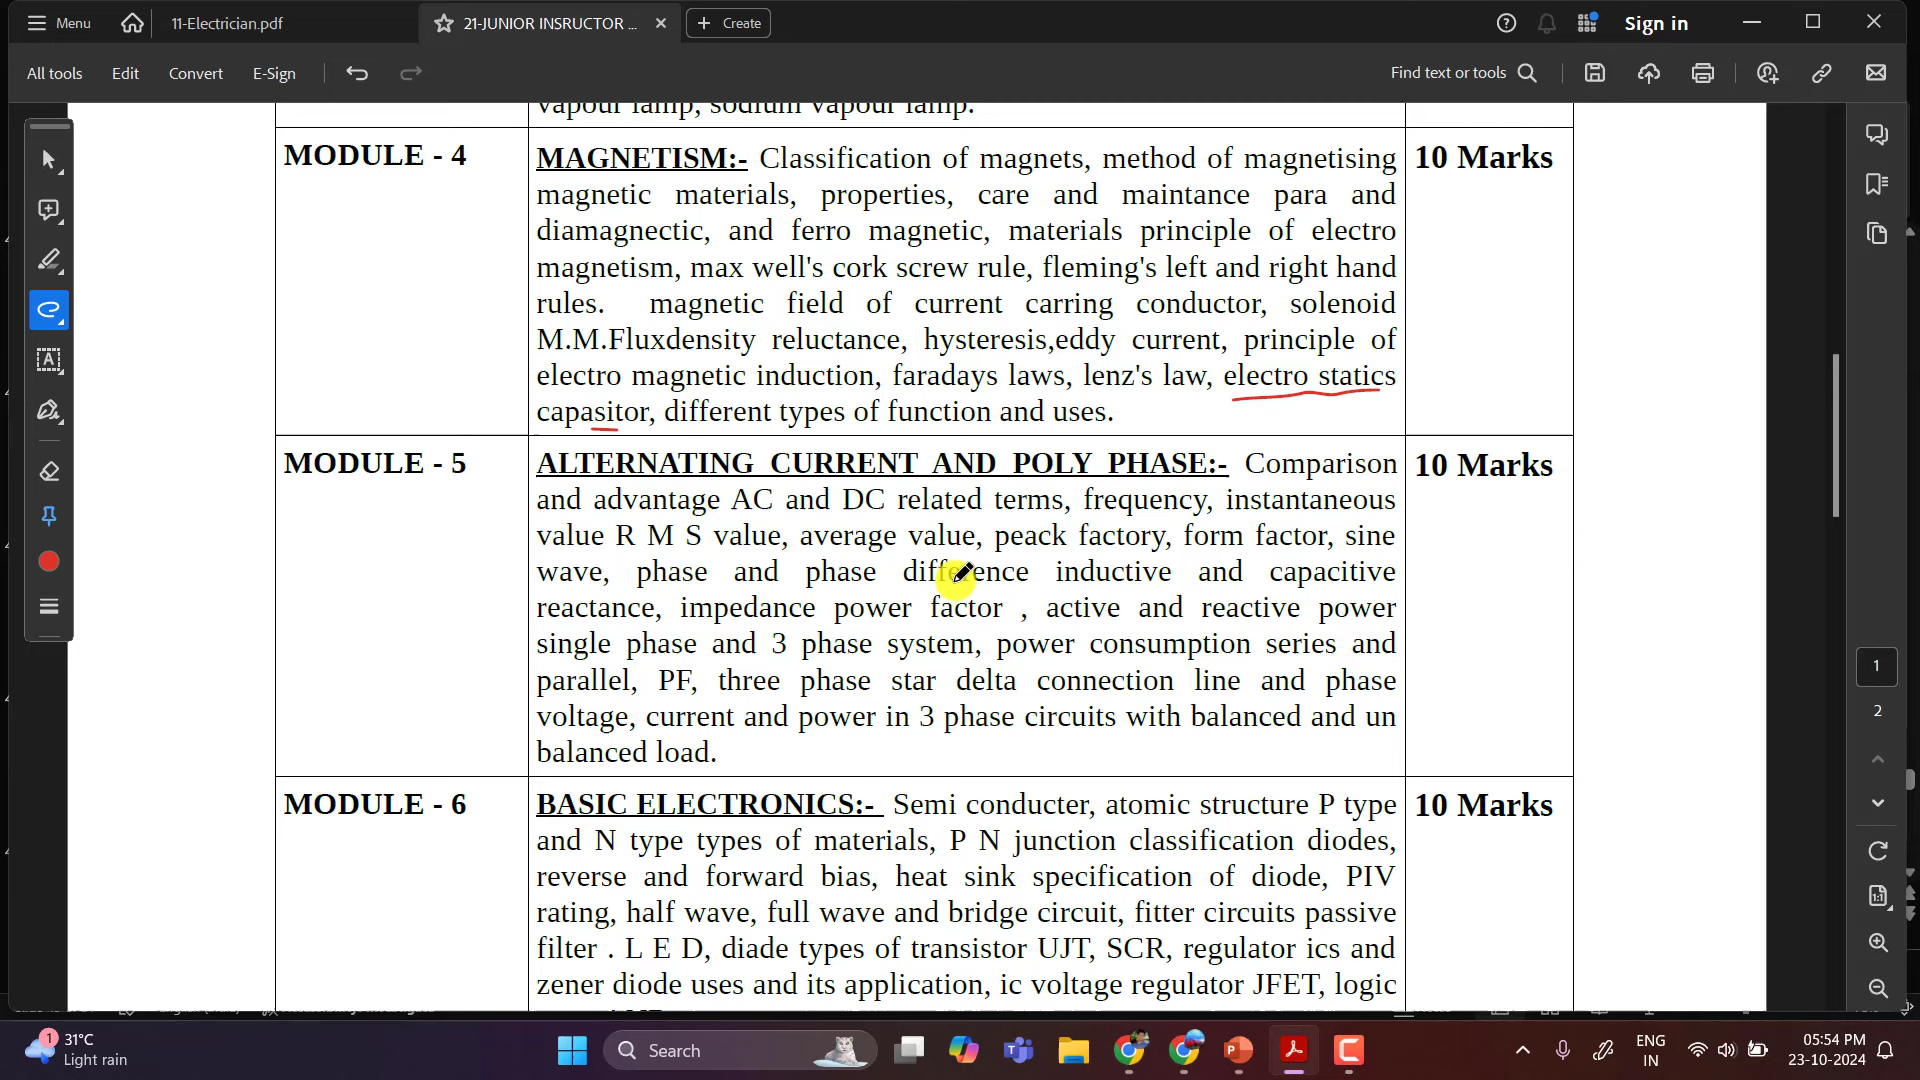 Menu
11-Electrician.pdf
21-JUNIOR INSRUCTOR ...
Create
Sign in
All tools
Edit
Convert
E-Sign
Find text or tools
vapour lamp, sodium vapour lamp.
MODULE - 4
MAGNETISM:- Classification of magnets, method of magnetising
magnetic materials, properties, care and maintance para and
diamagnectic, and ferro magnetic, materials principle of electro
magnetism, max well's cork screw rule, fleming's left and right hand
rules. magnetic field of current carring conductor, solenoid
M.M.Fluxdensity reluctance, hysteresis,eddy current, principle of
electro magnetic induction, faradays laws, lenz's law, electro statics
capasitor, different types of function and uses.
10 Marks
MODULE - 5
ALTERNATING CURRENT AND POLY PHASE:- Comparison
and advantage AC and DC related terms, frequency, instantaneous
value R M S value, average value, peack factory, form factor, sine
wave, phase and phase difference inductive and capacitive
reactance, impedance power factor , active and reactive power
single phase and 3 phase system, power consumption series and
parallel, PF, three phase star delta connection line and phase
voltage, current and power in 3 phase circuits with balanced and un
balanced load.
10 Marks
MODULE - 6
BASIC ELECTRONICS:- Semi conducter, atomic structure P type
and N type types of materials, P N junction classification diodes,
reverse and forward bias, heat sink specification of diode, PIV
rating, half wave, full wave and bridge circuit, fitter circuits passive
filter . L E D, diade types of transistor UJT, SCR, regulator ics and
zener diode uses and its application, ic voltage regulator JFET, logic
10 Marks
1
2
1
31°C
Light rain
Search
ENG
IN
05:54 PM
23-10-2024